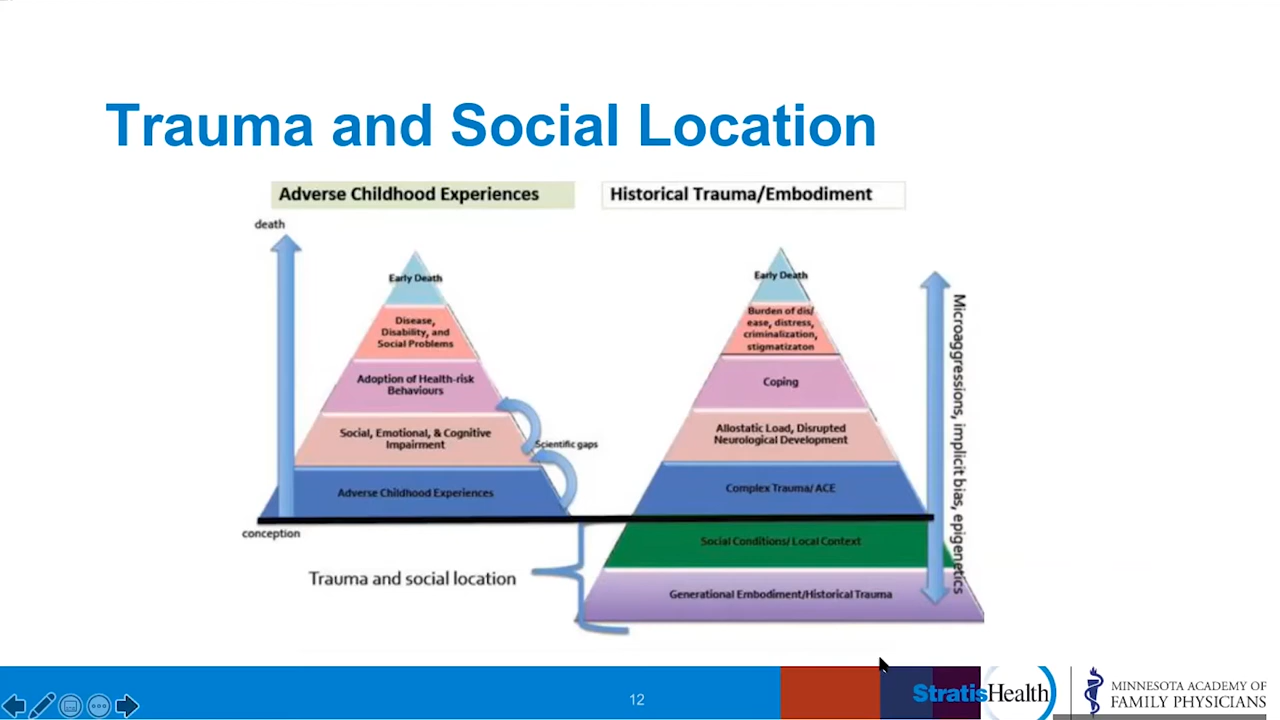 Trauma and Social Location
Adverse Childhood Experiences
Historical Trauma/Embodiment
death
Early Death
Disease,
Disability, and
Social Problems
Adoption of Health-risk
Behaviours
Social, Emotional, & Cognitive
Impairment
Scientific gaps
Adverse Childhood Experiences
conception
Trauma and social location
Early Death
Burden of dis/
ease, distress,
criminalization,
stigmatizaton
Coping
Allostatic Load, Disrupted
Neurological Development
Complex Trauma/ ACE
Social Conditions/ Local Context
Generational Embodiment/Historical Trauma
Microaggressions, implicit bias, epigenetics
12
StratisHealth
MINNESOTA ACADEMY OF
FAMILY PHYSICIANS